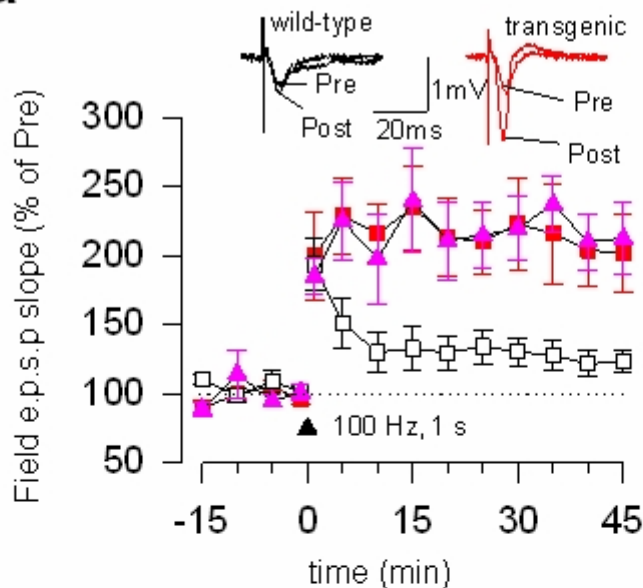 wild-type
transgenic
Pre
Post
1mV
20ms
Pre
Post
Field e.p.s.p slope (% of Pre)
300
250
200
150
100
50
100 Hz, 1 s
-15
0
15
30
45
time (min)